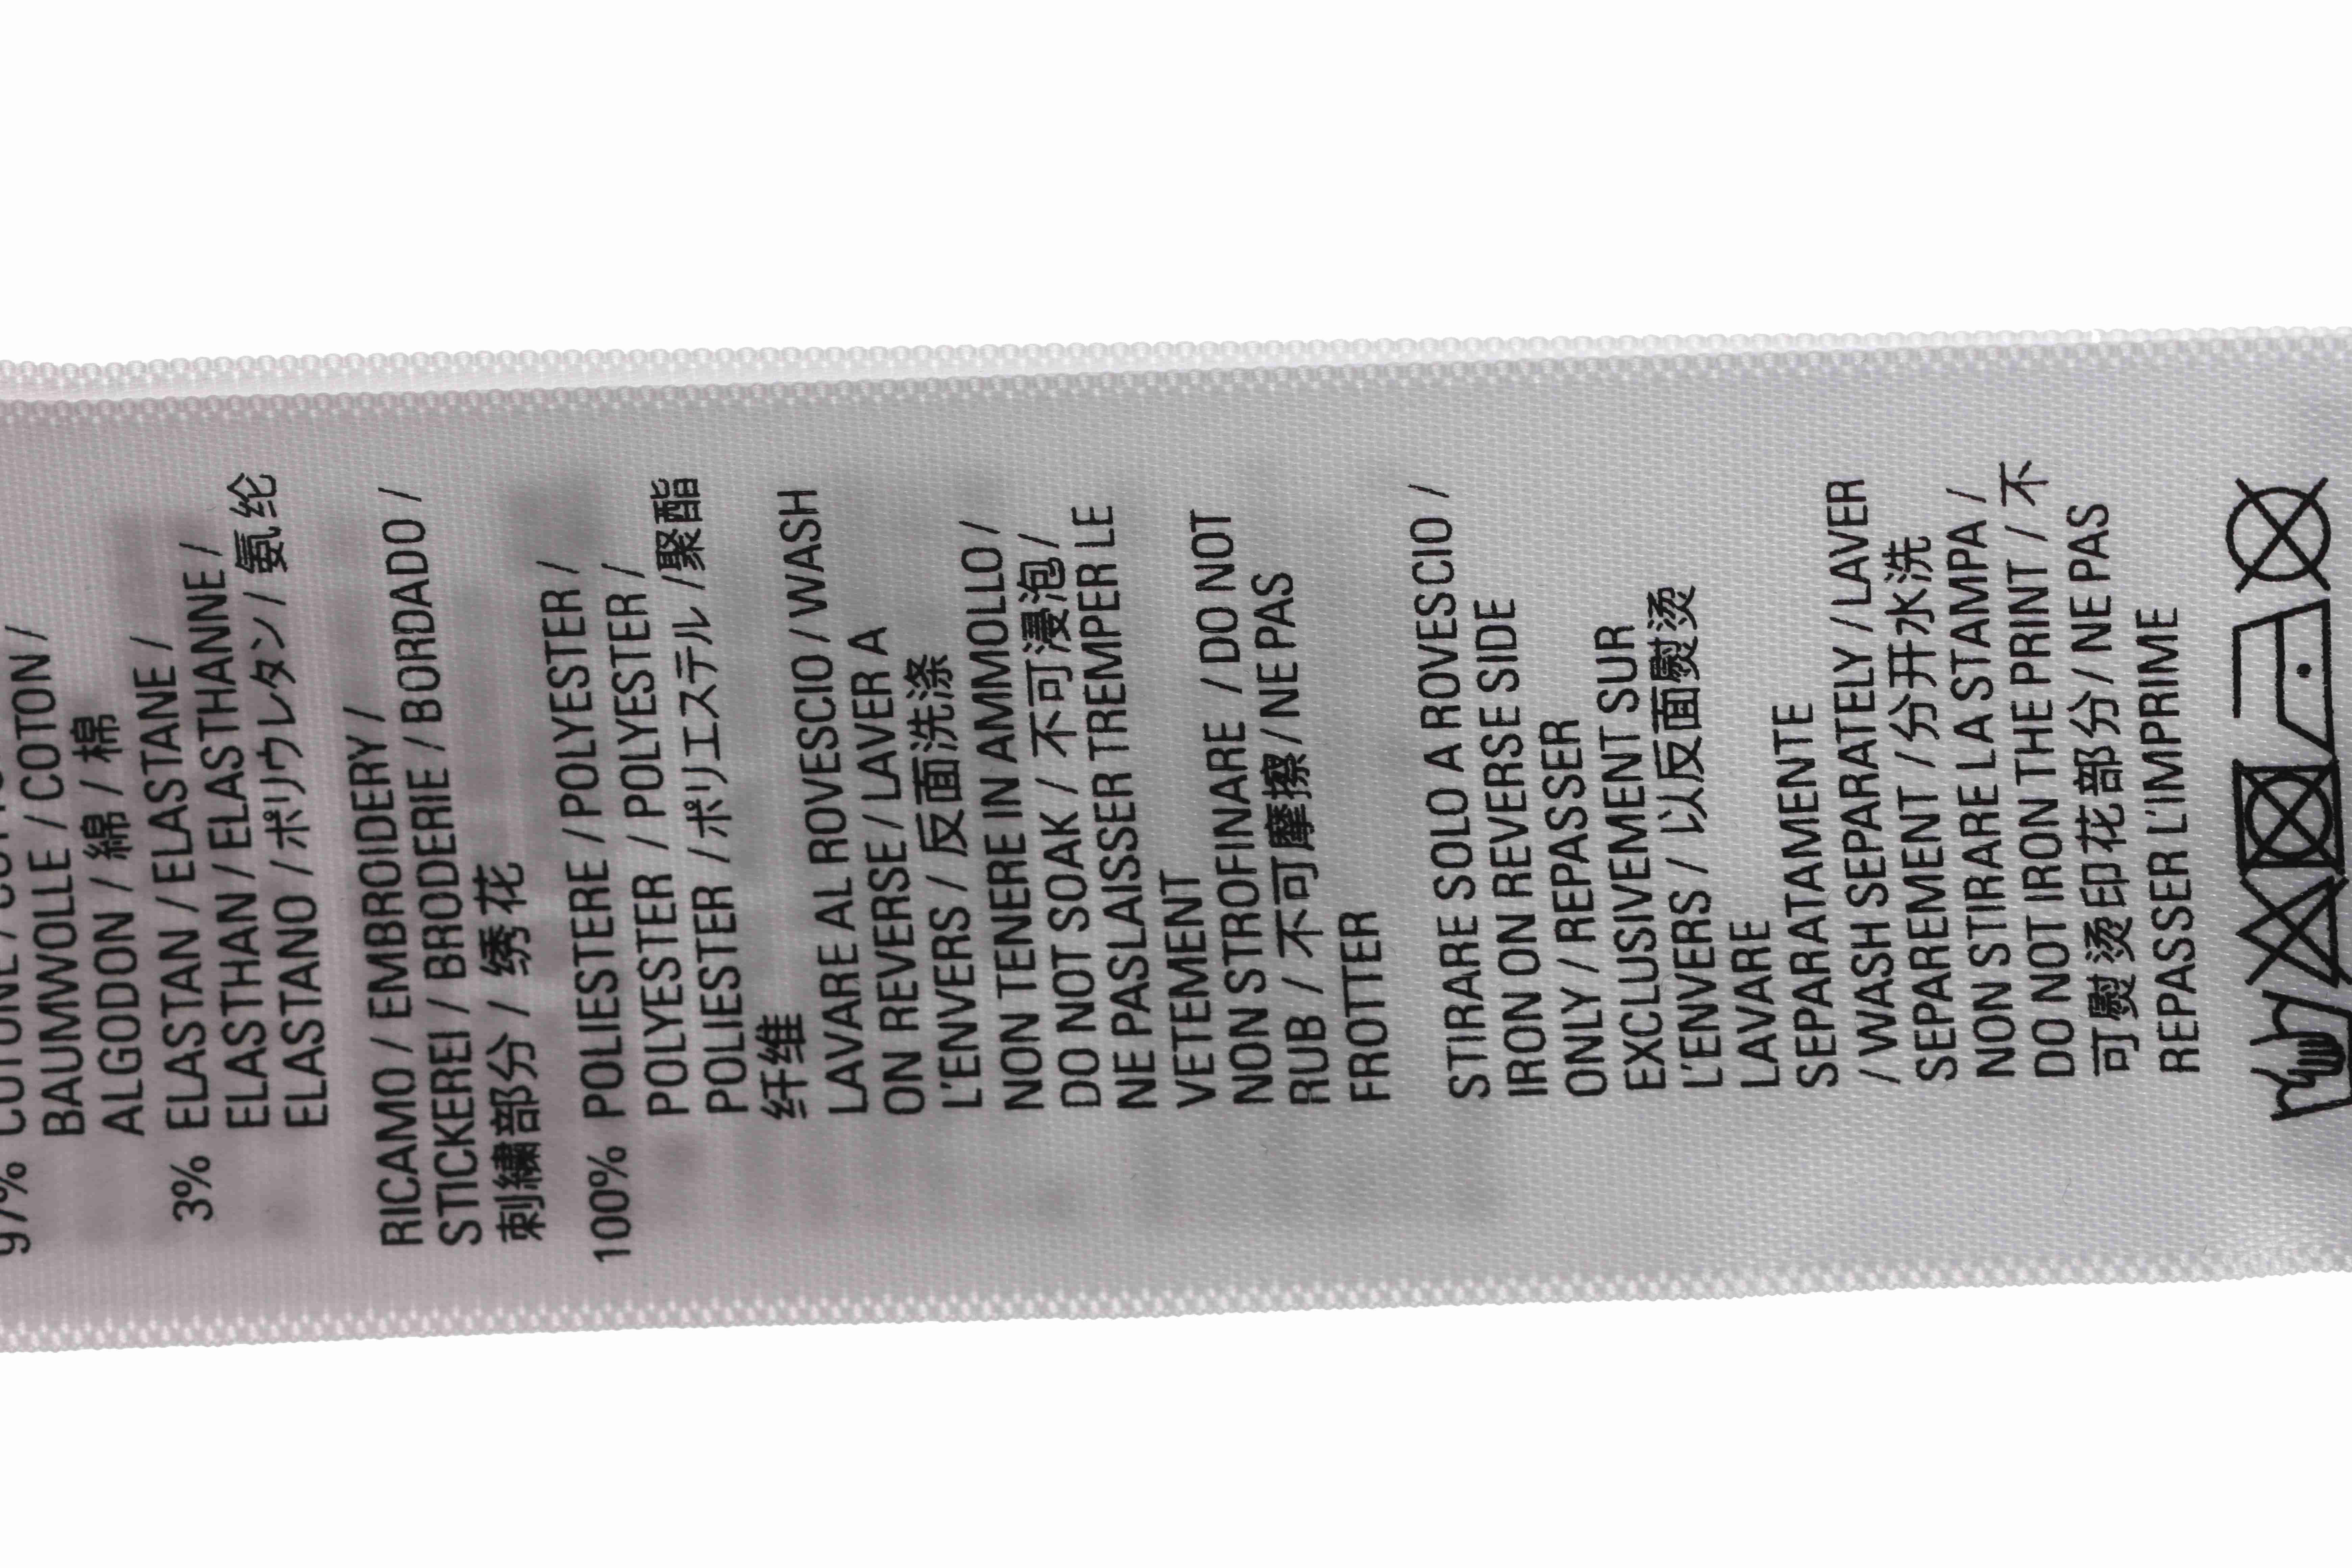 97% COTONE / COTTON
BAUMWOLLE / COTON /
ALGODON / 綿 / 棉
3% ELASTAN / ELASTANE /
ELASTHAN / ELASTHANNE /
ELASTANO / ポリウレタン / 氨纶
RICAMO / EMBROIDERY /
STICKEREI / BRODERIE / BORDADO /
刺繍部分 / 绣花
100% POLIESTERE / POLYESTER /
POLYESTER / POLYESTER /
POLIESTER / ポリエステル / 聚酯
纤维
LAVARE AL ROVESCIO / WASH
ON REVERSE / LAVER A
L'ENVERS / 反面洗涤
NON TENERE IN AMMOLLO /
DO NOT SOAK / 不可浸泡 /
NE PASLAISSER TREMPER LE
VETEMENT
NON STROFINARE / DO NOT
RUB / 不可摩擦 / NE PAS
FROTTER
STIRARE SOLO A ROVESCIO /
IRON ON REVERSE SIDE
ONLY / REPASSER
EXCLUSIVEMENT SUR
L'ENVERS / 以反面熨烫
LAVARE
SEPARATAMENTE
/ WASH SEPARATELY / LAVER
SEPAREMENT / 分开水洗
NON STIRARE LA STAMPA /
DO NOT IRON THE PRINT / 不
可熨烫印花部分 / NE PAS
REPASSER L'IMPRIME